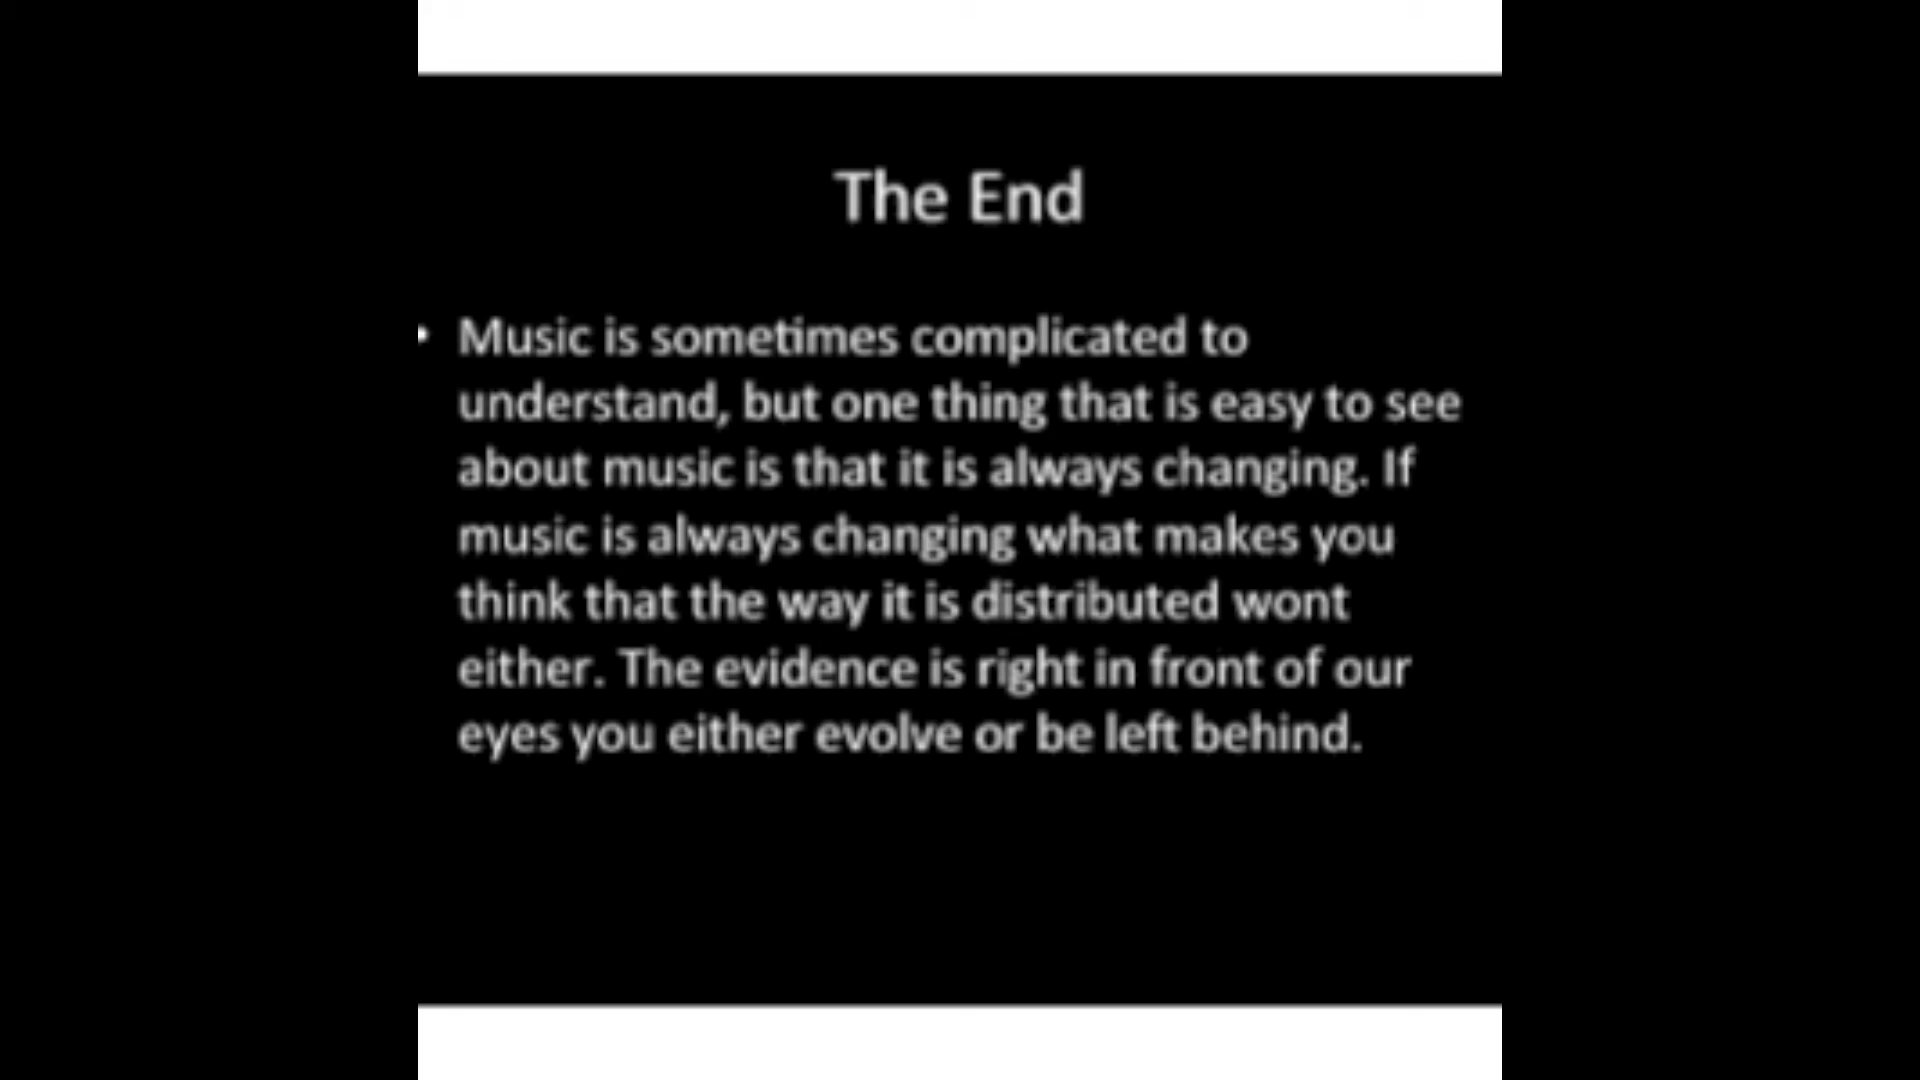 The End
• Music is sometimes complicated to
understand, but one thing that is easy to see
about music is that it is always changing. If
music is always changing what makes you
think that the way it is distributed wont
either. The evidence is right in front of our
eyes you either evolve or be left behind.